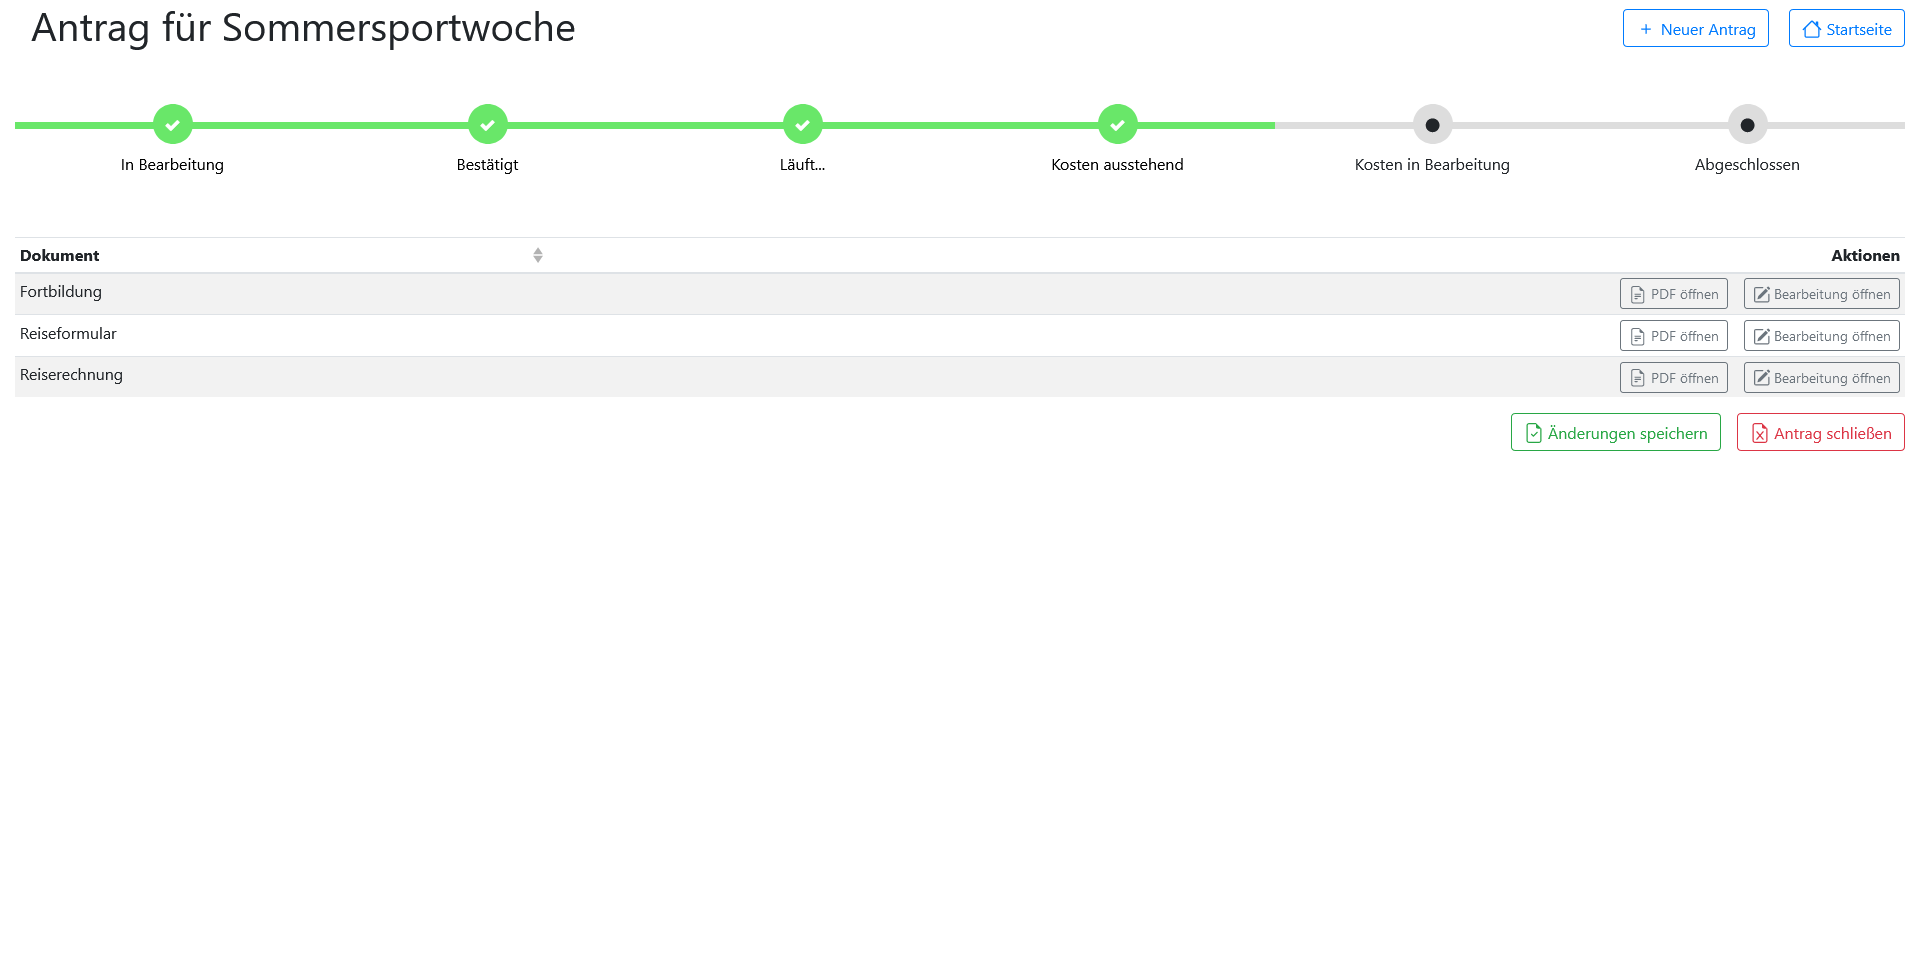 Antrag für Sommersportwoche
Neuer Antrag
Startseite
In Bearbeitung
Bestätigt
Läuft...
Kosten ausstehend
Kosten in Bearbeitung
Abgeschlossen
Dokument
Aktionen
Fortbildung
PDF öffnen
Bearbeitung öffnen
Reiseformular
PDF öffnen
Bearbeitung öffnen
Reiserechnung
PDF öffnen
Bearbeitung öffnen
Änderungen speichern
Antrag schließen